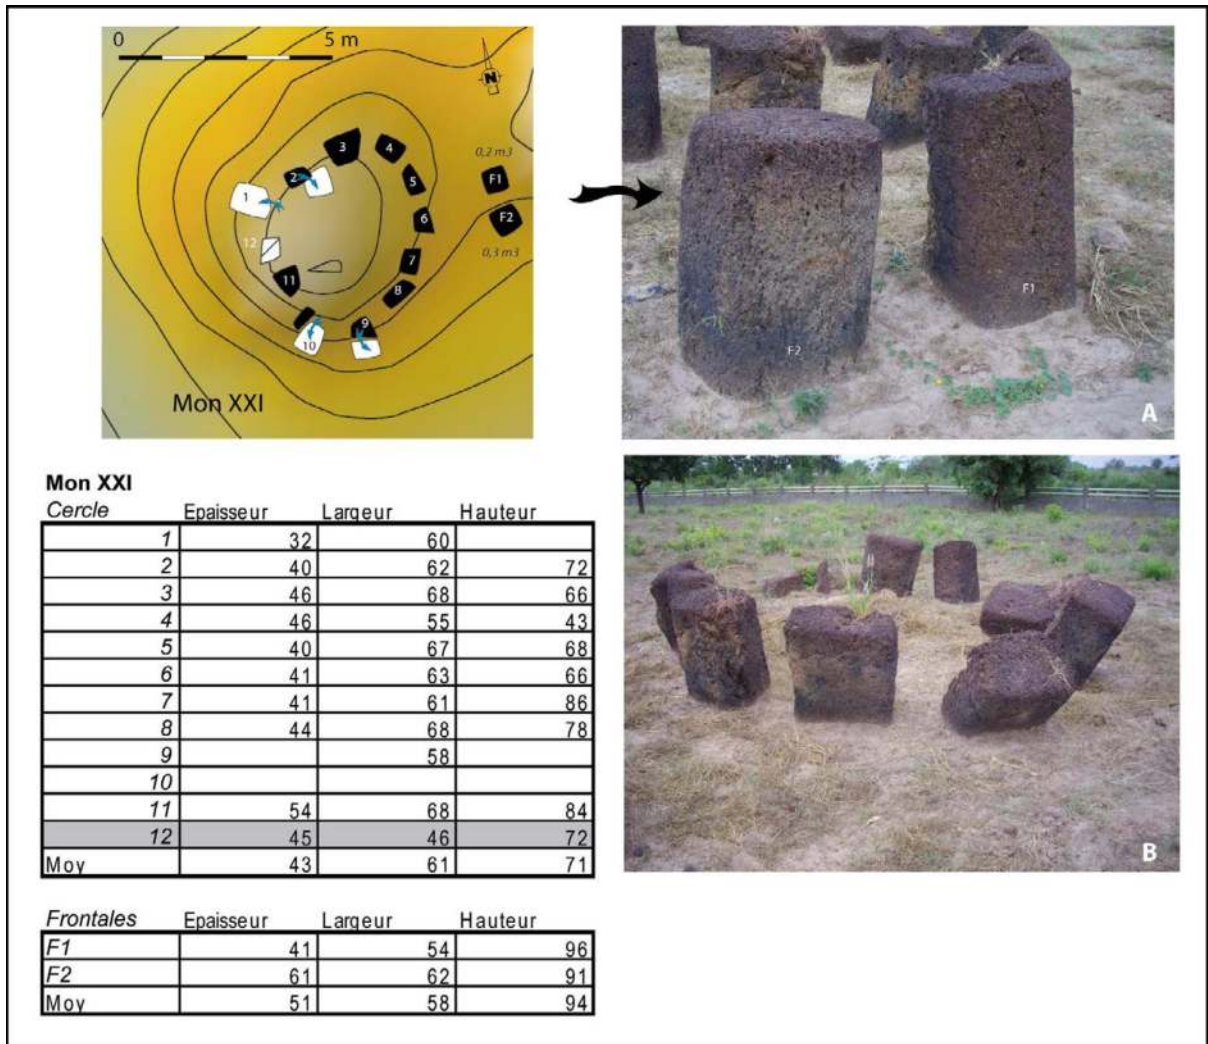 0 5 m
N
3
4
0,2 m3
2
5
F1
1
6
F2
12
7
0,3 m3
11
8
9
10
Mon XXI
F1
F2
A
B
Mon XXI
Cercle Epaisseur Largeur Hauteur
1 32 60
2 40 62 72
3 46 68 66
4 46 55 43
5 40 67 68
6 41 63 66
7 41 61 86
8 44 68 78
9 58
10
11 54 68 84
12 45 46 72
Moy 43 61 71
Frontales Epaisseur Largeur Hauteur
F1 41 54 96
F2 61 62 91
Moy 51 58 94